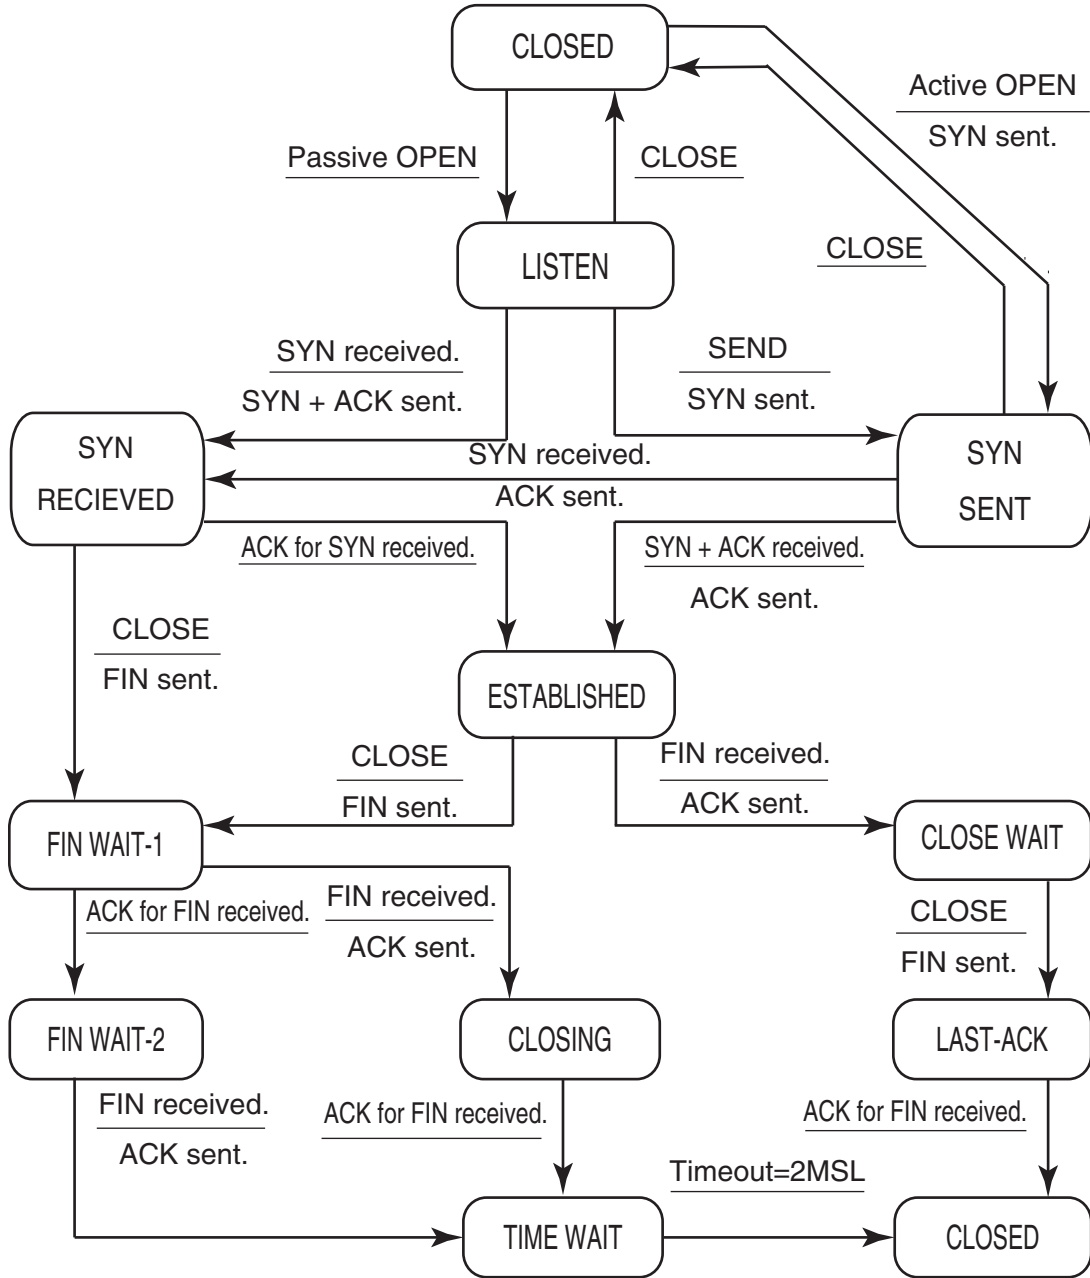 CLOSED
Active OPEN
SYN sent.
Passive OPEN
CLOSE
CLOSE
LISTEN
SYN received.
SYN + ACK sent.
SEND
SYN sent.
SYN
RECIEVED
SYN received.
ACK sent.
SYN
SENT
ACK for SYN received.
SYN + ACK received.
ACK sent.
CLOSE
FIN sent.
ESTABLISHED
CLOSE
FIN sent.
FIN received.
ACK sent.
FIN WAIT-1
CLOSE WAIT
ACK for FIN received.
FIN received.
ACK sent.
CLOSE
FIN sent.
FIN WAIT-2
CLOSING
LAST-ACK
FIN received.
ACK sent.
ACK for FIN received.
ACK for FIN received.
Timeout=2MSL
TIME WAIT
CLOSED